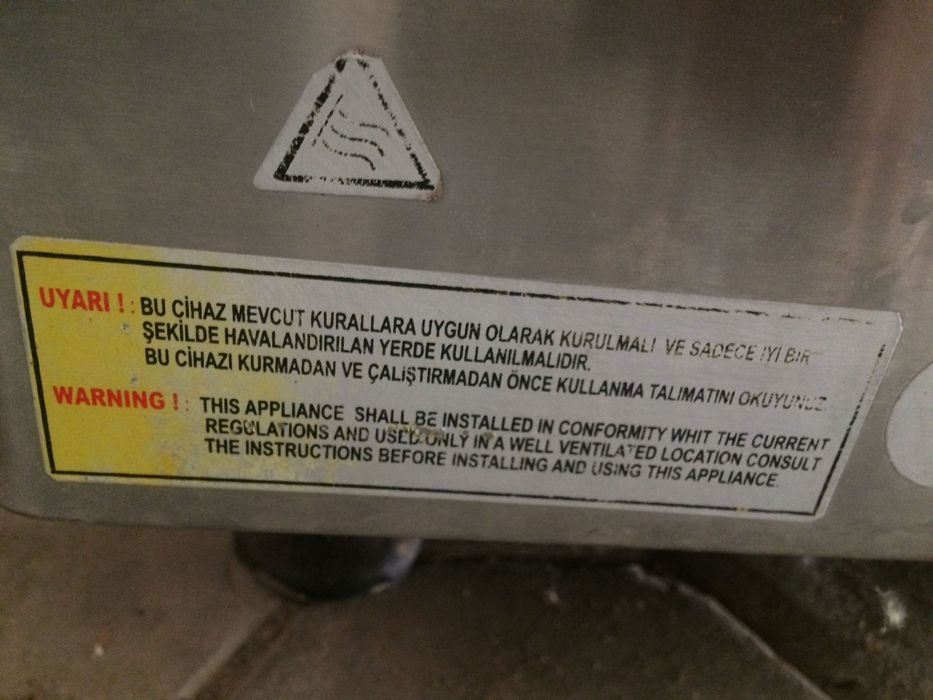 UYARI ! : BU CİHAZ MEVCUT KURALLARA UYGUN OLARAK KURULMALI VE SADECE İYİ BİR
ŞEKİLDE HAVALANDIRILAN YERDE KULLANILMALIDIR.
BU CİHAZI KURMADAN VE ÇALIŞTIRMADAN ÖNCE KULLANMA TALIMATINI OKUYUNUZ.
WARNING ! : THIS APPLIANCE SHALL BE INSTALLED IN CONFORMITY WHIT THE CURRENT
REGULATIONS AND USED ONLY IN A WELL VENTILATED LOCATION CONSULT
THE INSTRUCTIONS BEFORE INSTALLING AND USING THIS APPLIANCE.